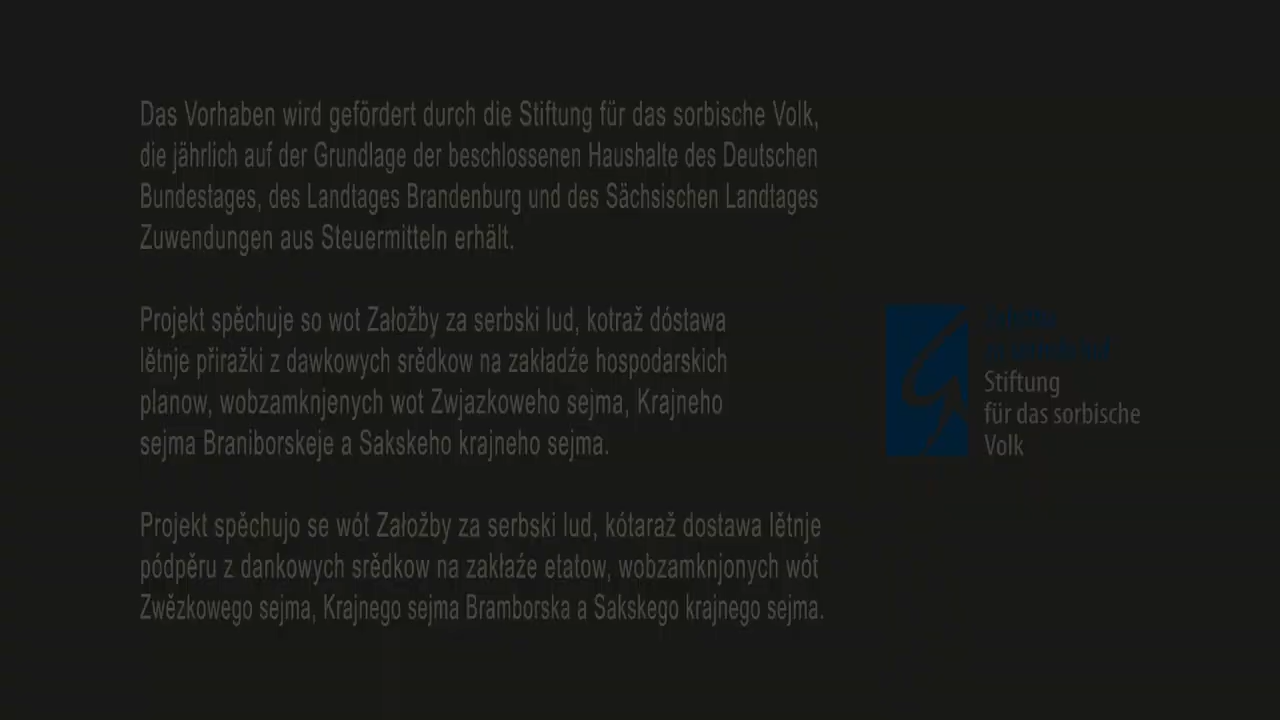 Das Vorhaben wird gefördert durch die Stiftung für das sorbische Volk,
die jährlich auf der Grundlage der beschlossenen Haushalte des Deutschen
Bundestages, des Landtages Brandenburg und des Sächsischen Landtages
Zuwendungen aus Steuermitteln erhält.
Projekt spěchuje so wot Załožby za serbski lud, kotraž dóstawa
lětnje přiražki z dawkowych srědkow na zakładźe hospodarskich
planow, wobzamknjenych wot Zwjazkoweho sejma, Krajneho
sejma Braniborskeje a Sakskeho krajneho sejma.
Projekt spěchujo se wót Załožby za serbski lud, kótaraž dostawa lětnje
pódpěru z dankowych srědkow na zakłaźe etatow, wobzamknjonych wót
Zwězkowego sejma, Krajnego sejma Bramborska a Sakskego krajnego sejma.
Załožba
za serbski lud
Stiftung
für das sorbische
Volk